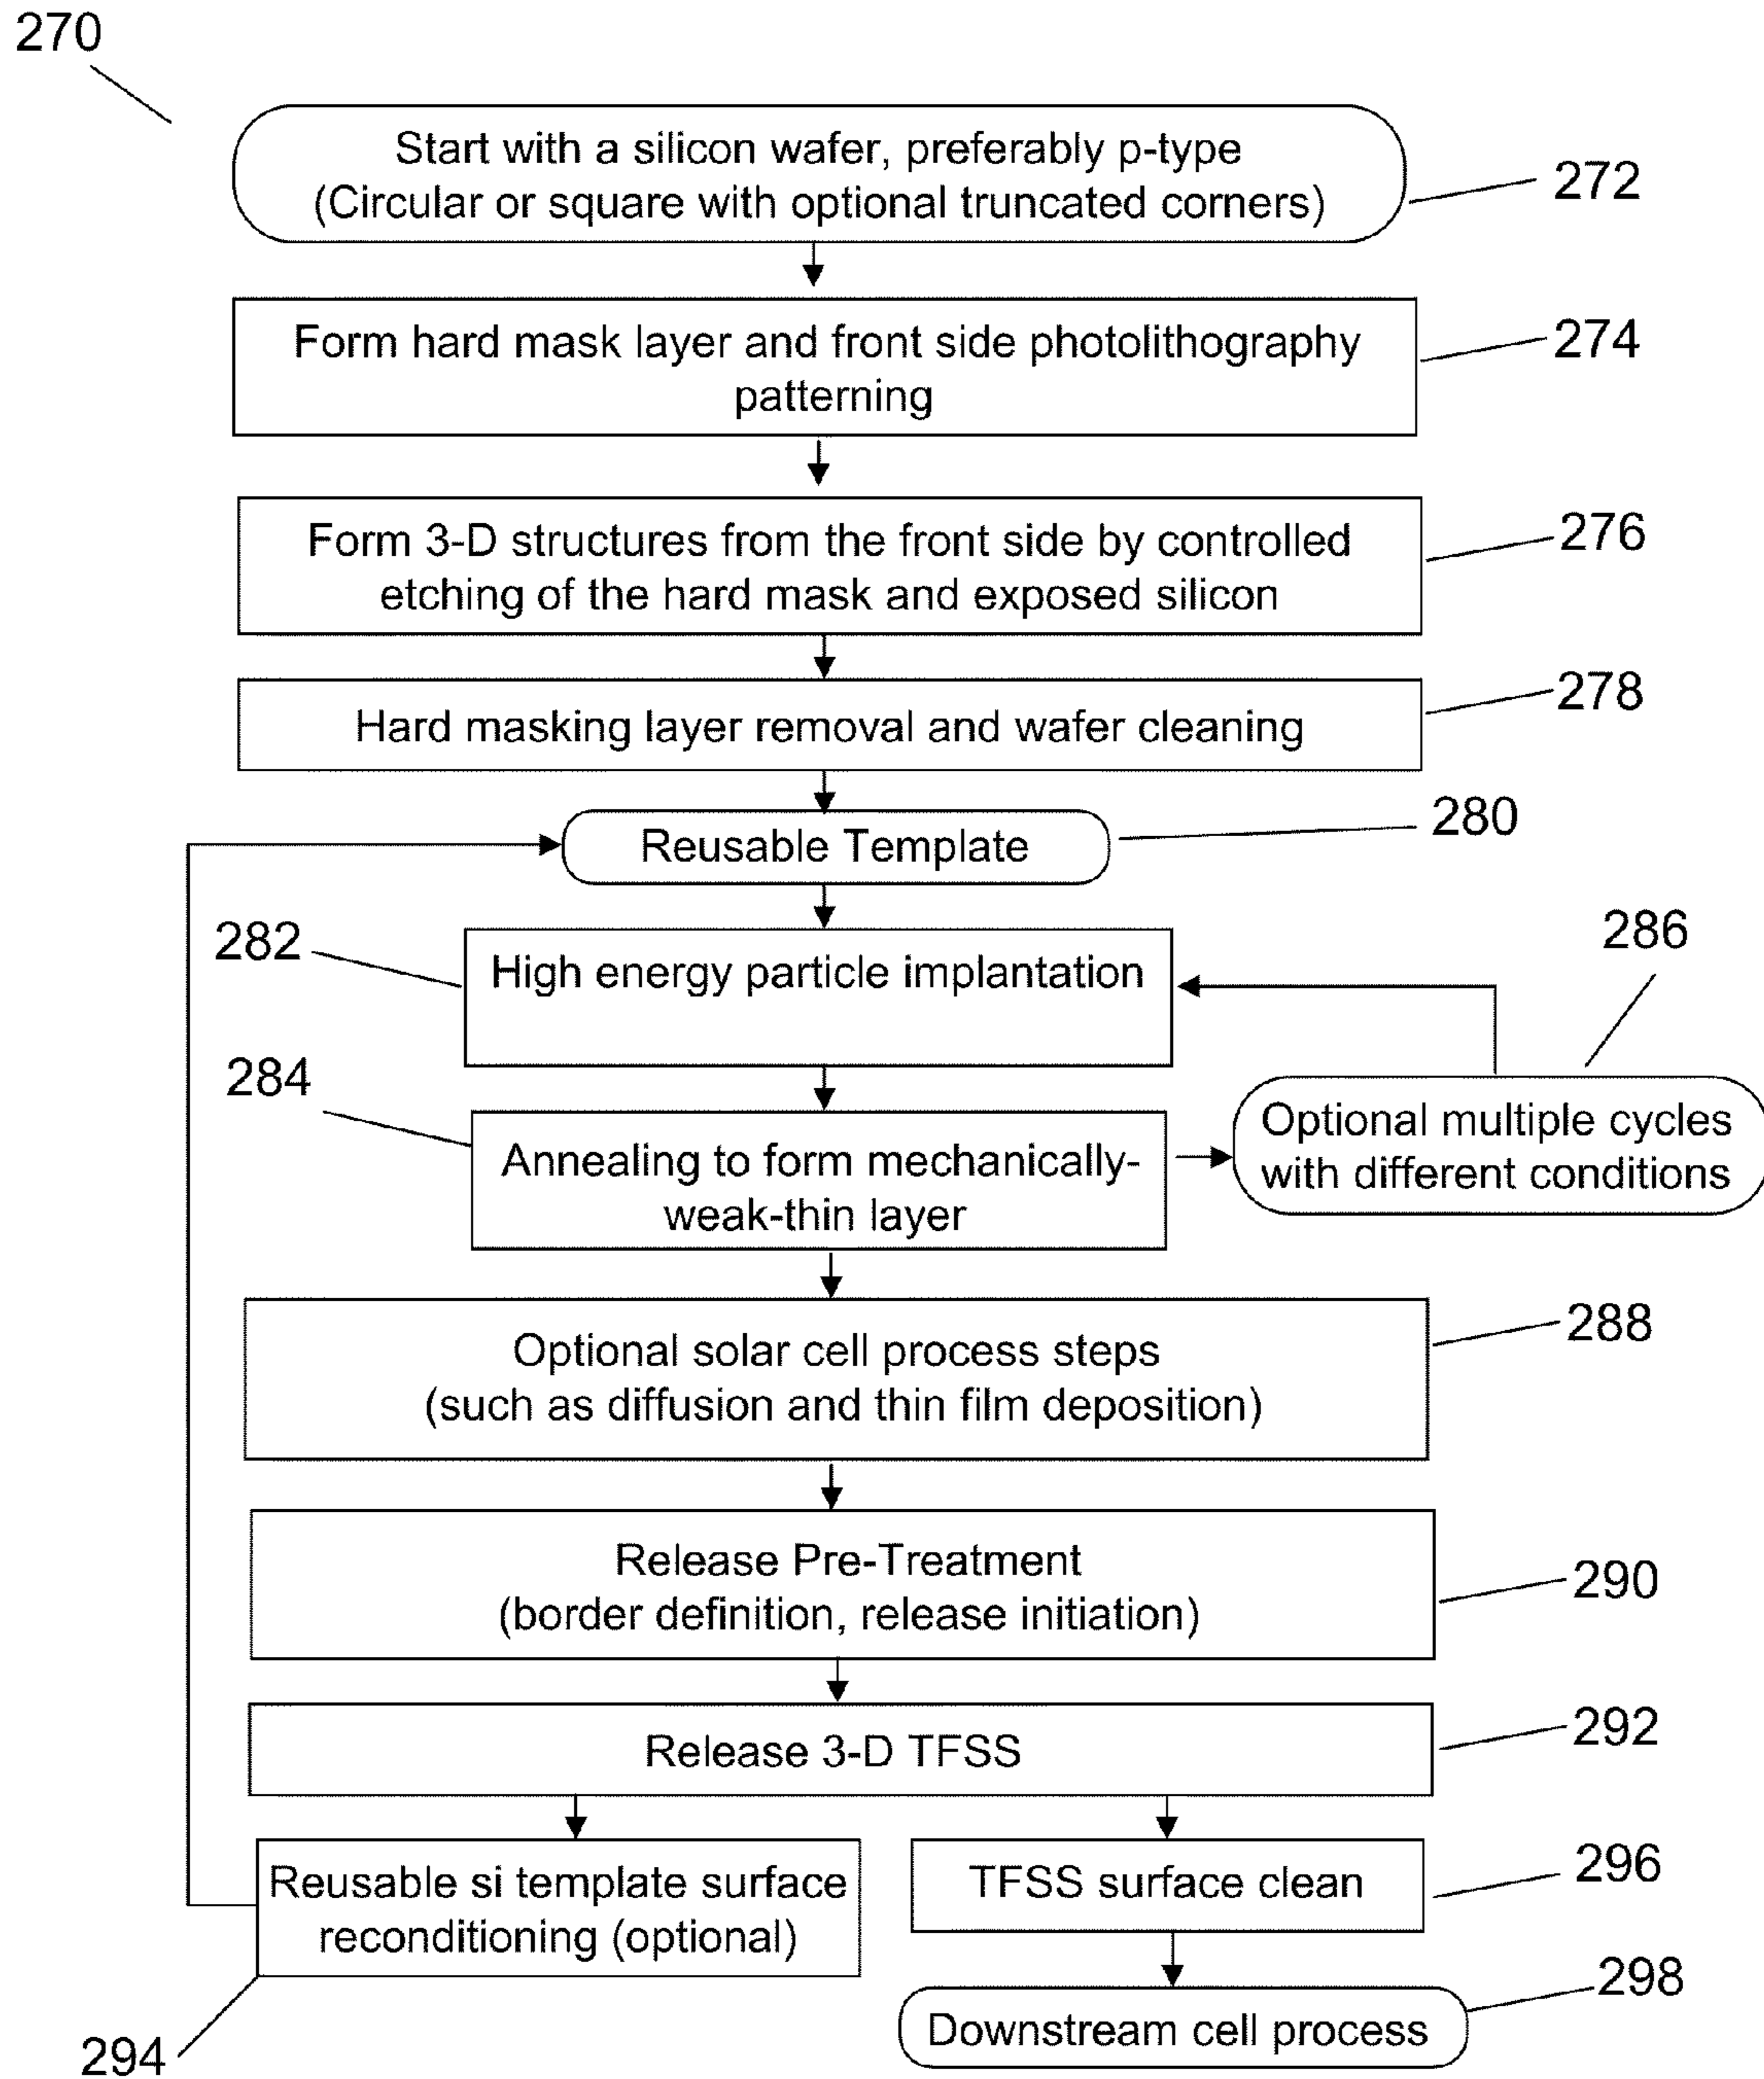 270
Start with a silicon wafer, preferably p-type
(Circular or square with optional truncated corners)
272
Form hard mask layer and front side photolithography
patterning
274
Form 3-D structures from the front side by controlled
etching of the hard mask and exposed silicon
276
Hard masking layer removal and wafer cleaning
278
Reusable Template
280
282
High energy particle implantation
286
284
Annealing to form mechanically-
weak-thin layer
Optional multiple cycles
with different conditions
Optional solar cell process steps
(such as diffusion and thin film deposition)
288
Release Pre-Treatment
(border definition, release initiation)
290
Release 3-D TFSS
292
Reusable si template surface
reconditioning (optional)
294
TFSS surface clean
296
Downstream cell process
298